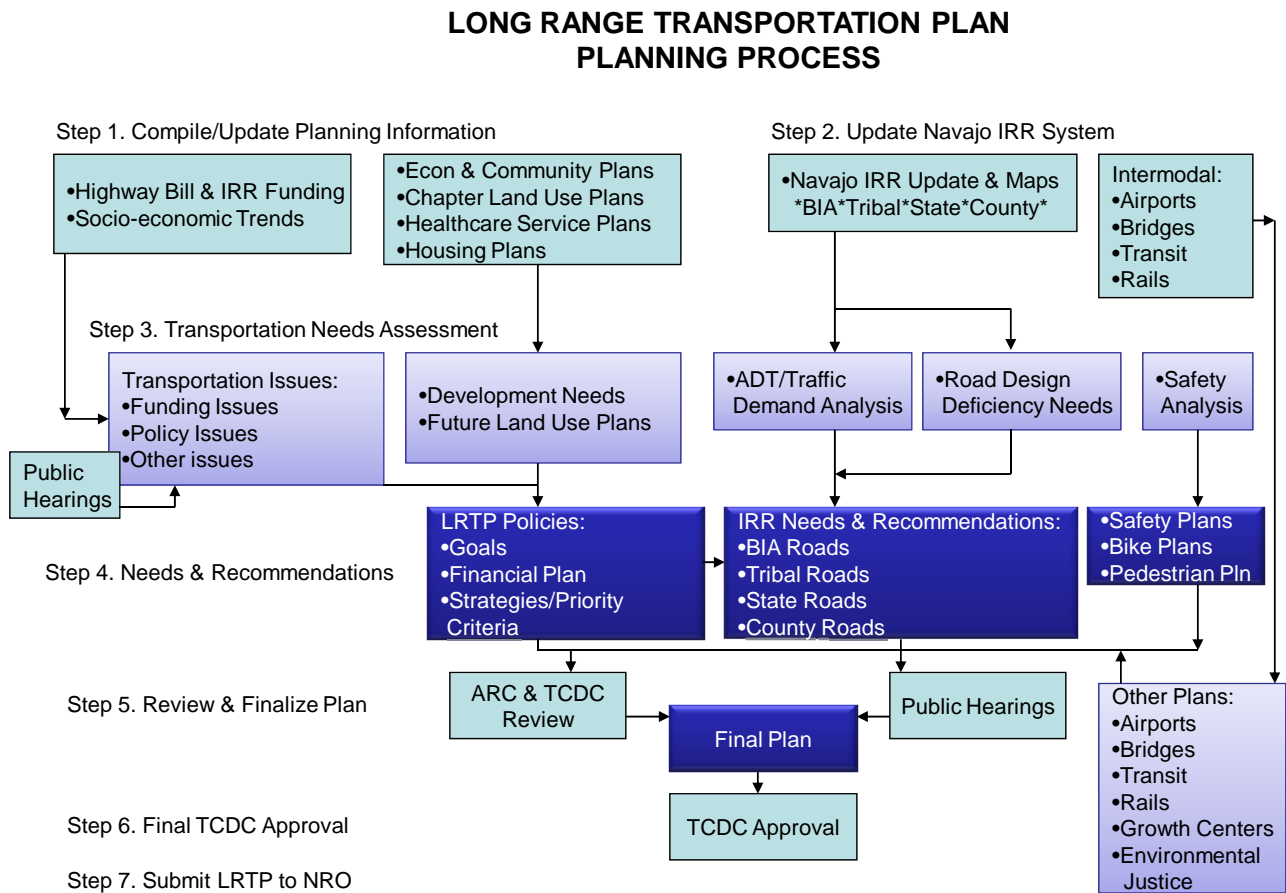 LONG RANGE TRANSPORTATION PLAN
PLANNING PROCESS
Step 1. Compile/Update Planning Information
•Highway Bill & IRR Funding
•Socio-economic Trends
•Econ & Community Plans
•Chapter Land Use Plans
•Healthcare Service Plans
•Housing Plans
Step 2. Update Navajo IRR System
•Navajo IRR Update & Maps
*BIA*Tribal*State*County*
Intermodal:
•Airports
•Bridges
•Transit
•Rails
Step 3. Transportation Needs Assessment
Transportation Issues:
•Funding Issues
•Policy Issues
•Other issues
Public
Hearings
•Development Needs
•Future Land Use Plans
•ADT/Traffic
Demand Analysis
•Road Design
Deficiency Needs
•Safety
Analysis
Step 4. Needs & Recommendations
LRTP Policies:
•Goals
•Financial Plan
•Strategies/Priority
Criteria
IRR Needs & Recommendations:
•BIA Roads
•Tribal Roads
•State Roads
•County Roads
•Safety Plans
•Bike Plans
•Pedestrian Pln
Step 5. Review & Finalize Plan
ARC & TCDC
Review
Final Plan
Public Hearings
Other Plans:
•Airports
•Bridges
•Transit
•Rails
•Growth Centers
•Environmental
Justice
Step 6. Final TCDC Approval
TCDC Approval
Step 7. Submit LRTP to NRO